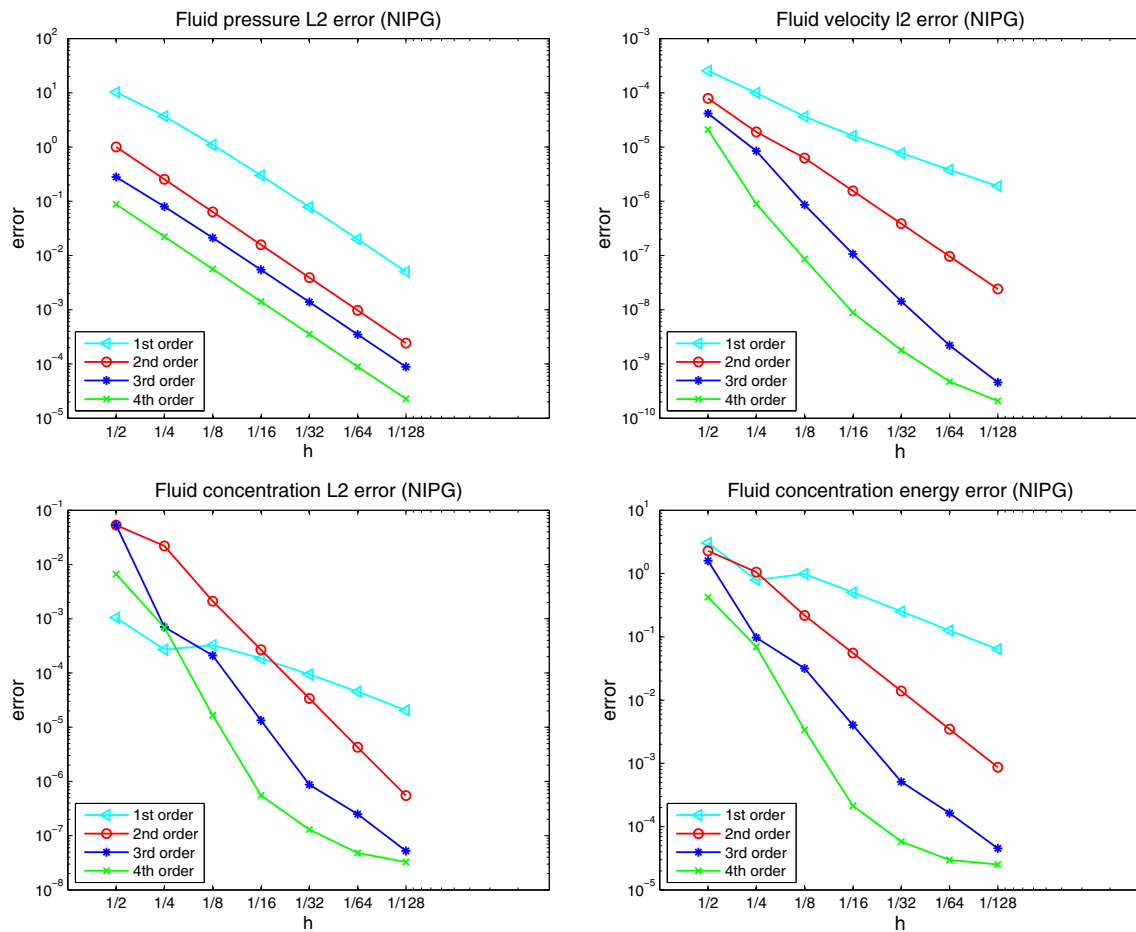 Fluid pressure L2 error (NIPG)
10^2
10^1
10^0
10^-1
10^-2
10^-3
10^-4
10^-5
error
1st order
2nd order
3rd order
4th order
1/2 1/4 1/8 1/16 1/32 1/64 1/128
h
Fluid velocity l2 error (NIPG)
10^-3
10^-4
10^-5
10^-6
10^-7
10^-8
10^-9
10^-10
error
1st order
2nd order
3rd order
4th order
1/2 1/4 1/8 1/16 1/32 1/64 1/128
h
Fluid concentration L2 error (NIPG)
10^-1
10^-2
10^-3
10^-4
10^-5
10^-6
10^-7
10^-8
error
1st order
2nd order
3rd order
4th order
1/2 1/4 1/8 1/16 1/32 1/64 1/128
h
Fluid concentration energy error (NIPG)
10^1
10^0
10^-1
10^-2
10^-3
10^-4
10^-5
error
1st order
2nd order
3rd order
4th order
1/2 1/4 1/8 1/16 1/32 1/64 1/128
h